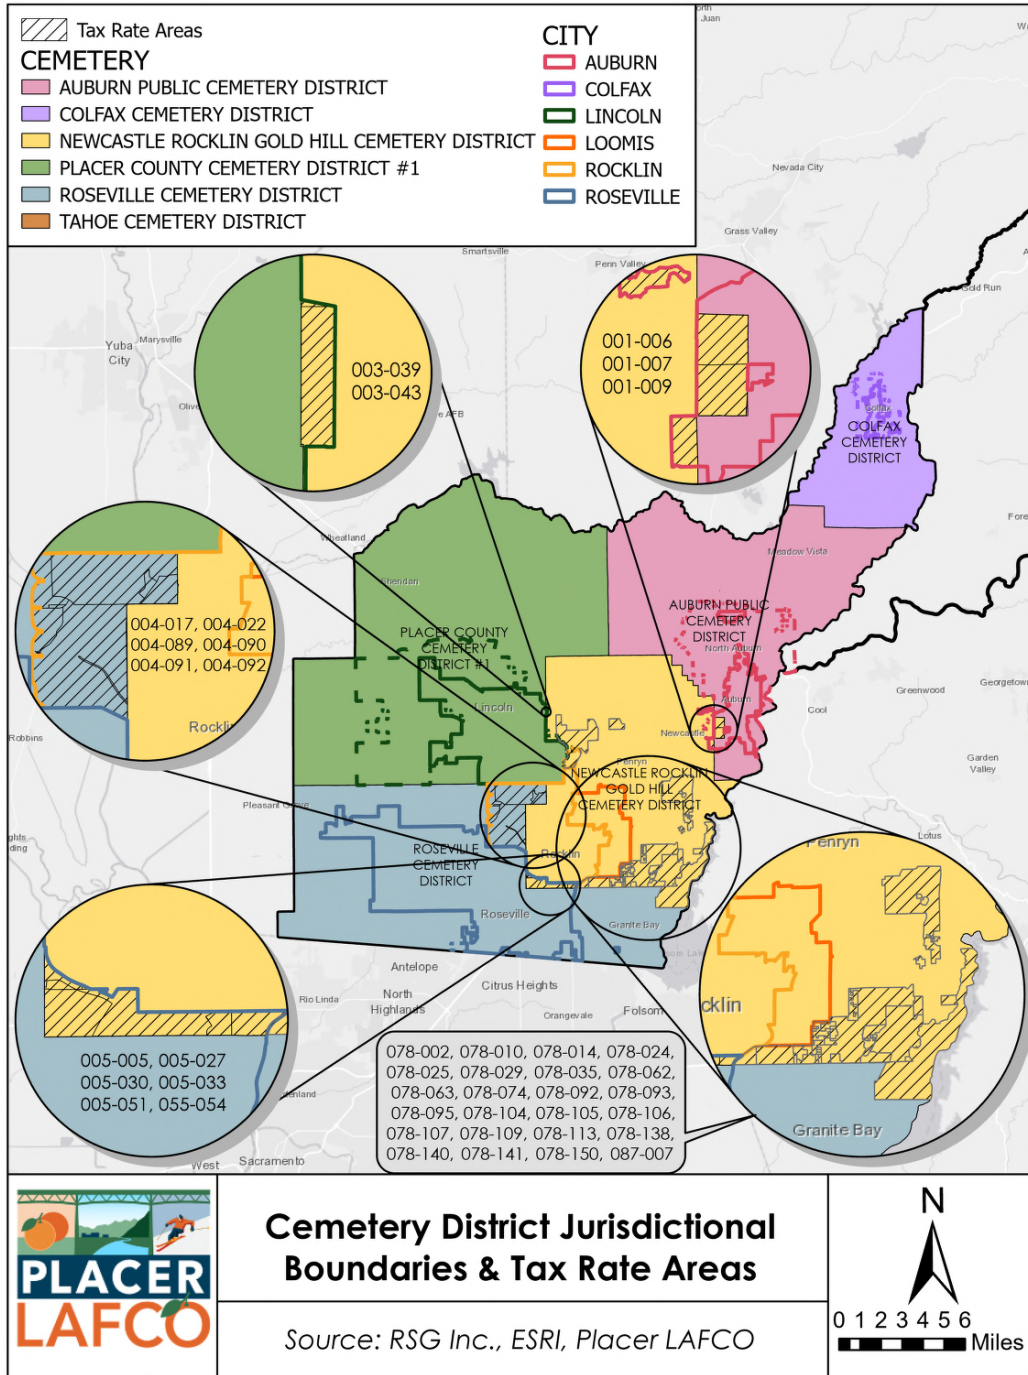 Tax Rate Areas
CEMETERY
AUBURN PUBLIC CEMETERY DISTRICT
COLFAX CEMETERY DISTRICT
NEWCASTLE ROCKLIN GOLD HILL CEMETERY DISTRICT
PLACER COUNTY CEMETERY DISTRICT #1
ROSEVILLE CEMETERY DISTRICT
TAHOE CEMETERY DISTRICT
CITY
AUBURN
COLFAX
LINCOLN
LOOMIS
ROCKLIN
ROSEVILLE
Juan
Nevada City
Grass Valley
Smartsville
Penn Valley
Gold Run
Yuba
City
Marysville
003-039
003-043
001-006
001-007
001-009
Colfax
COLFAX
CEMETERY
DISTRICT
Wheatland
Meadow Vista
Sheridan
004-017, 004-022
004-089, 004-090
004-091, 004-092
Rocklin
PLACER COUNTY
CEMETERY
DISTRICT #1
Lincoln
AUBURN PUBLIC
CEMETERY
DISTRICT
North Auburn
Auburn
Newcastle
Greenwood
Georgetown
Cool
Robbins
Garden
Valley
Penryn
NEWCASTLE ROCKLIN
GOLD HILL
CEMETERY DISTRICT
Pleasant Grove
Lotus
ROSEVILLE
CEMETERY
DISTRICT
Rocklin
Roseville
Granite Bay
Penryn
cklin
Granite Bay
Antelope
Citrus Heights
Rio Linda
North
Highlands
Orangevale
Folsom
005-005, 005-027
005-030, 005-033
005-051, 055-054
West
Sacramento
078-002, 078-010, 078-014, 078-024,
078-025, 078-029, 078-035, 078-062,
078-063, 078-074, 078-092, 078-093,
078-095, 078-104, 078-105, 078-106,
078-107, 078-109, 078-113, 078-138,
078-140, 078-141, 078-150, 087-007
PLACER
LAFCO
Cemetery District Jurisdictional
Boundaries & Tax Rate Areas
Source: RSG Inc., ESRI, Placer LAFCO
N
0 1 2 3 4 5 6
Miles